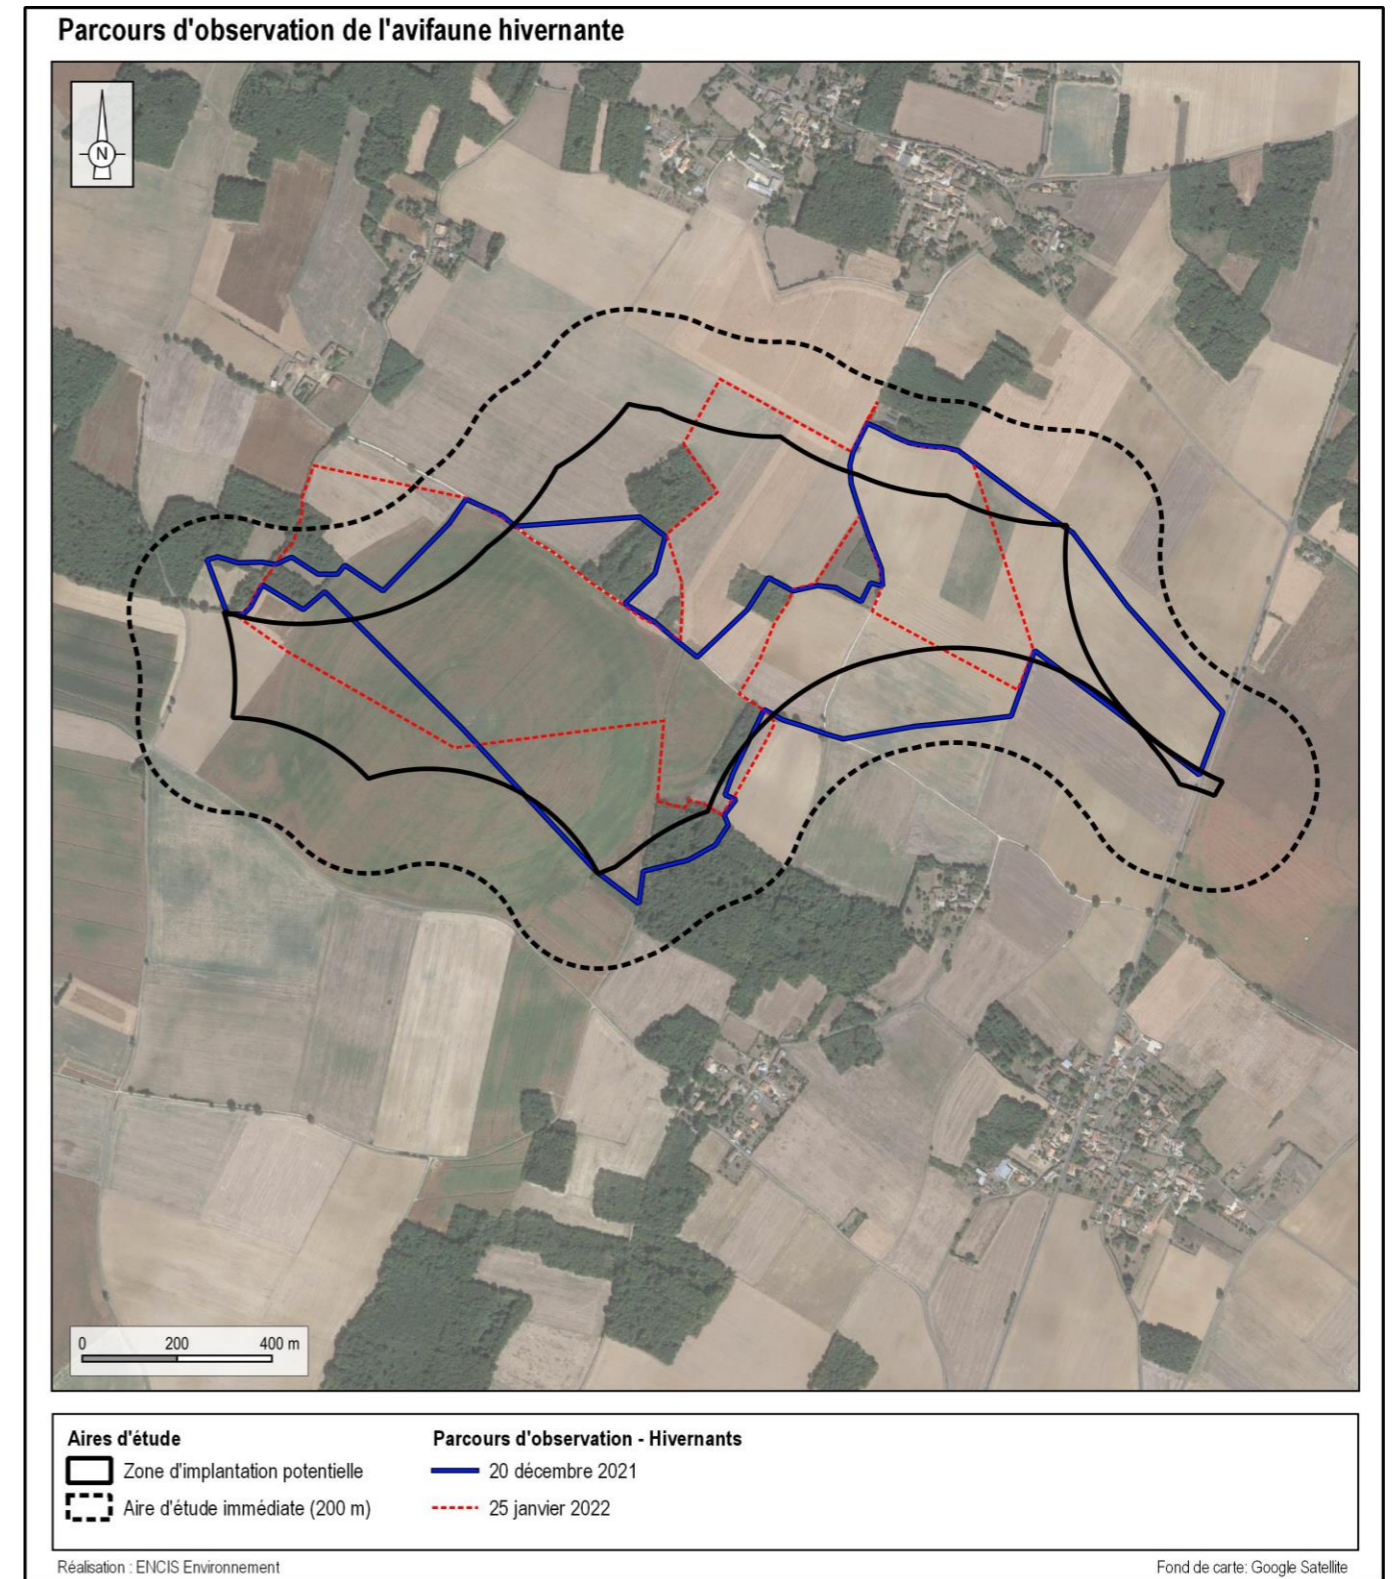 Parcours d'observation de l'avifaune hivernante
N
0 200 400 m
Aires d'étude
Zone d'implantation potentielle
Aire d'étude immédiate (200 m)
Parcours d'observation - Hivernants
20 décembre 2021
25 janvier 2022
Réalisation : ENCIS Environnement
Fond de carte: Google Satellite